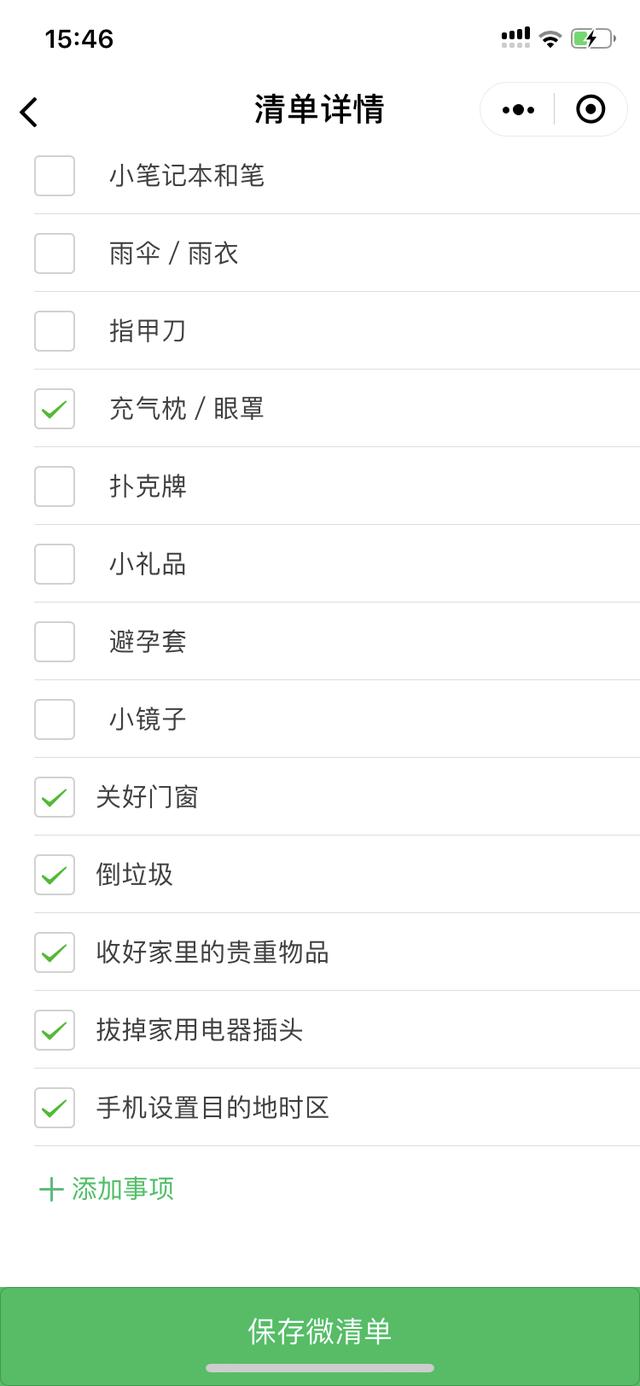 15:46
清单详情
小笔记本和笔
雨伞 / 雨衣
指甲刀
充气枕 / 眼罩
扑克牌
小礼品
避孕套
小镜子
关好门窗
倒垃圾
收好家里的贵重物品
拔掉家用电器插头
手机设置目的地时区
添加事项
保存微清单